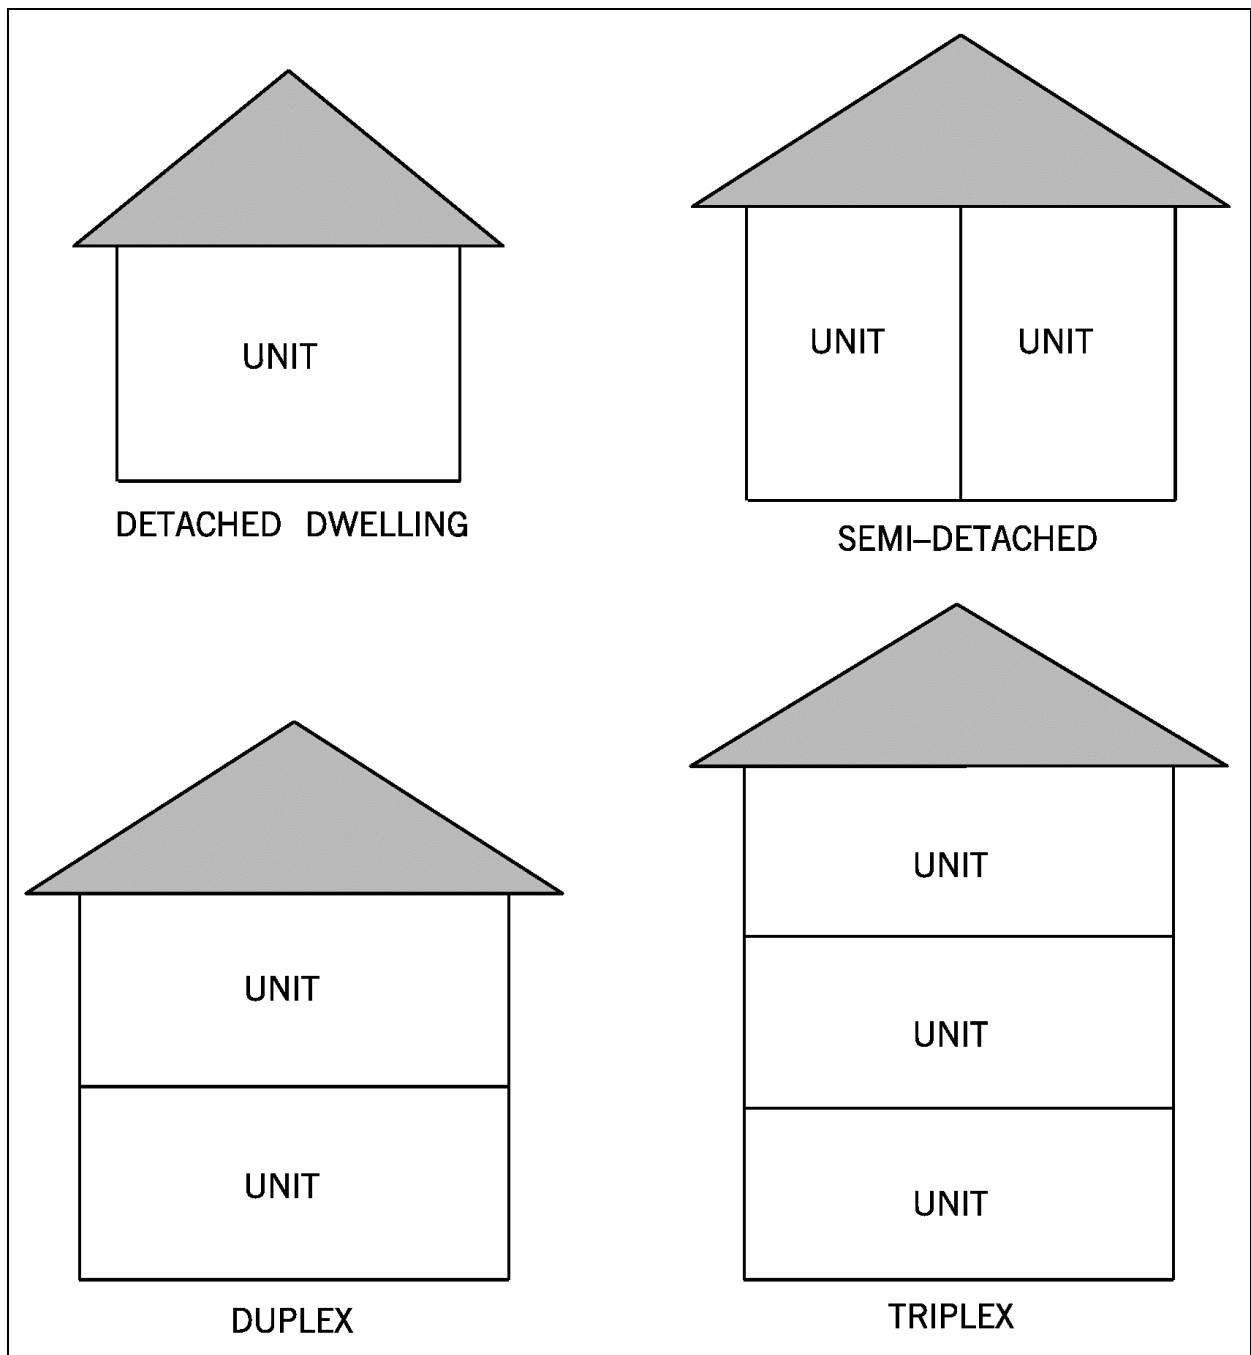 UNIT
DETACHED DWELLING
UNIT UNIT
SEMI–DETACHED
UNIT
UNIT
DUPLEX
UNIT
UNIT
UNIT
TRIPLEX